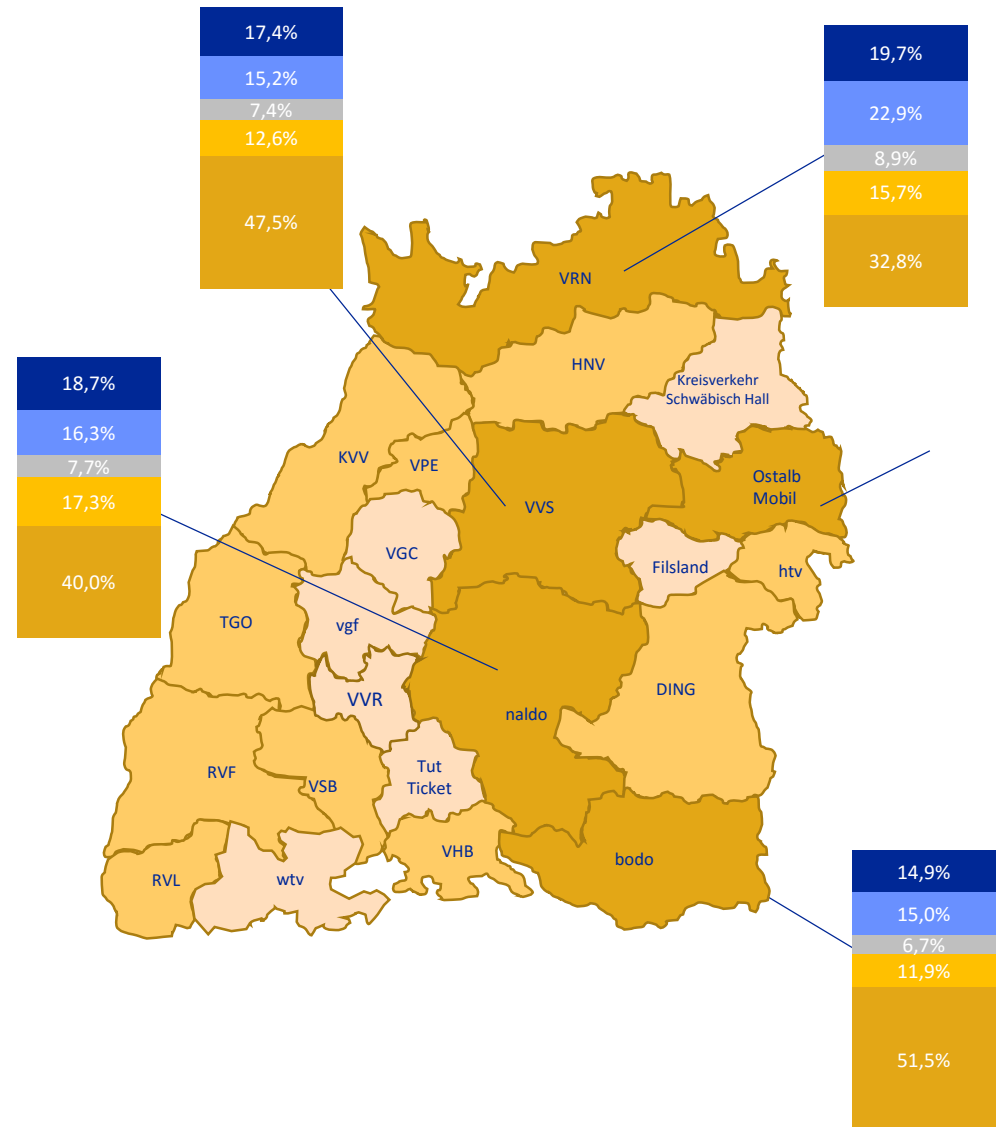 17,4%
15,2%
7,4%
12,6%
47,5%
19,7%
22,9%
8,9%
15,7%
32,8%
18,7%
16,3%
7,7%
17,3%
40,0%
VRN
HNV
Kreisverkehr
Schwäbisch Hall
KVV
VPE
VVS
Ostalb
Mobil
VGC
Filsland
htv
TGO
vgf
VVR
naldo
DING
RVF
VSB
Tut
Ticket
RVL
wtv
VHB
bodo
14,9%
15,0%
6,7%
11,9%
51,5%